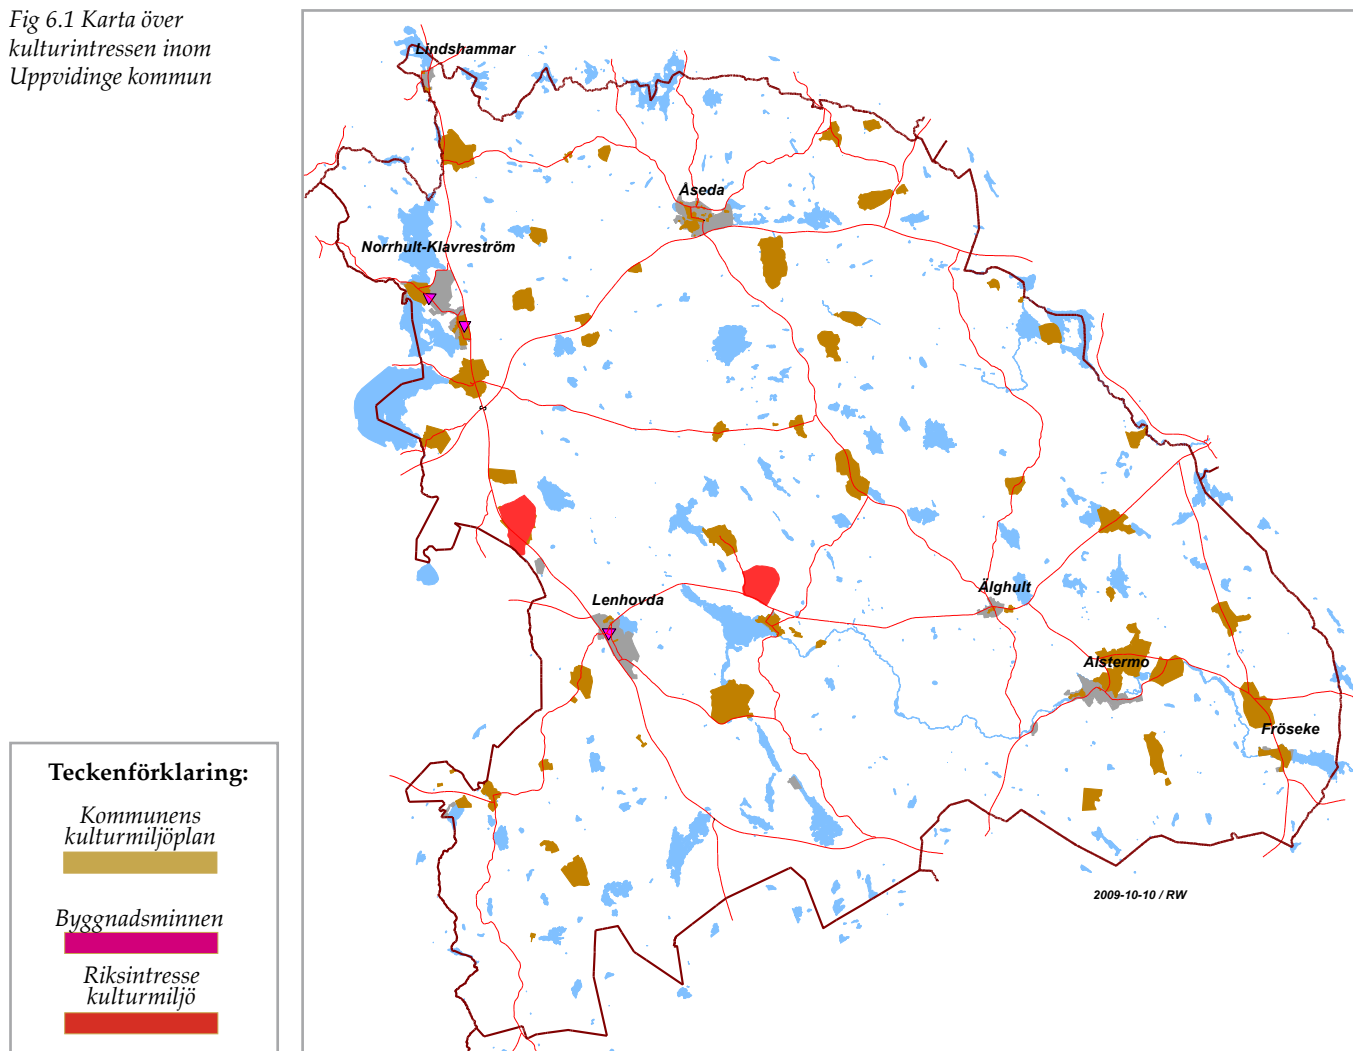 Fig 6.1 Karta över
kulturintressen inom
Uppvidinge kommun
Lindshammar
Åseda
Norrhult-Klavreström
Lenhovda
Älghult
Alstermo
Fröseke
2009-10-10 / RW
Teckenförklaring:
Kommunens
kulturmiljöplan
Byggnadsminnen
Riksintresse
kulturmiljö